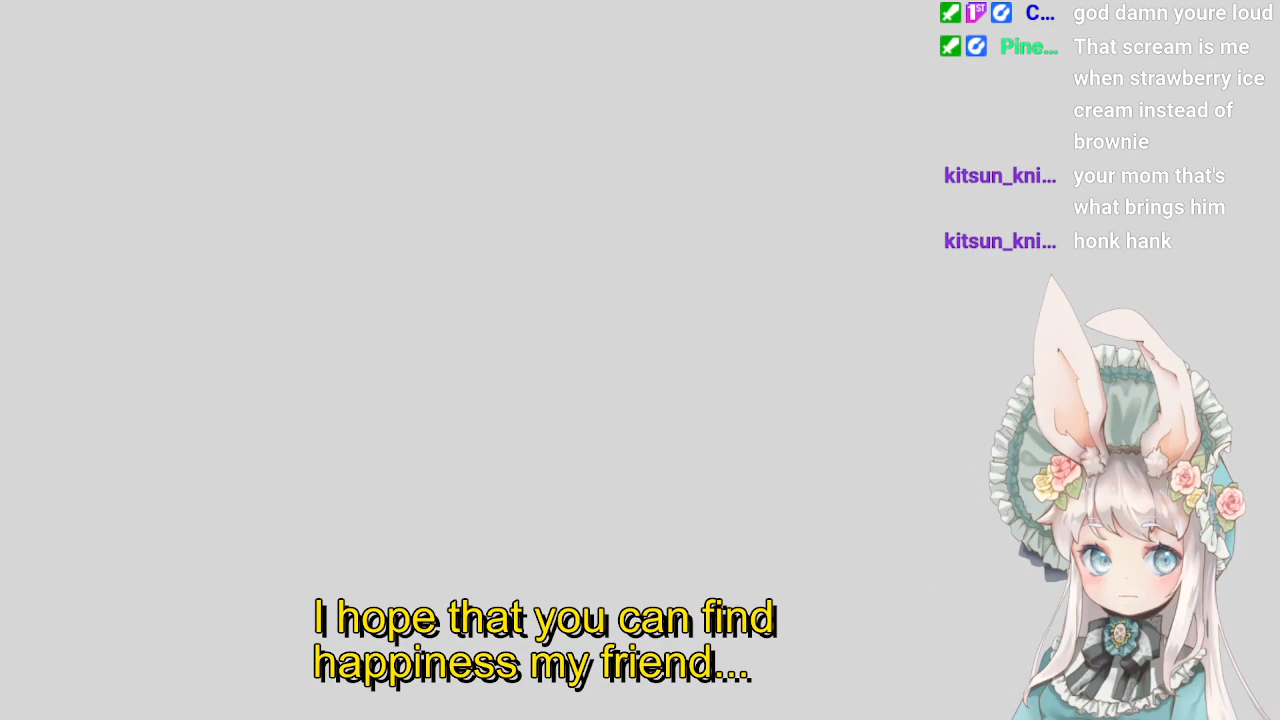 1ST C... god damn youre loud
Pine... That scream is me
when strawberry ice
cream instead of
brownie
kitsun_kni... your mom that's
what brings him
kitsun_kni... honk hank
I hope that you can find
happiness my friend...